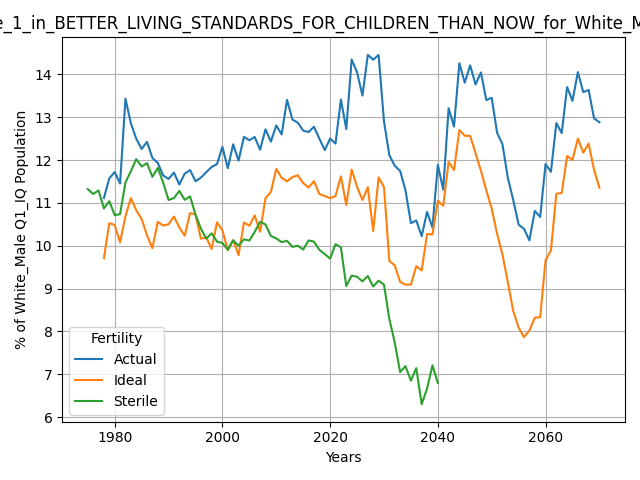 _1_in_BETTER_LIVING_STANDARDS_FOR_CHILDREN_THAN_NOW_for_White_M
% of White_Male Q1_IQ Population
14
13
12
11
10
9
8
7
6
Fertility
Actual
Ideal
Sterile
1980 2000 2020 2040 2060
Years